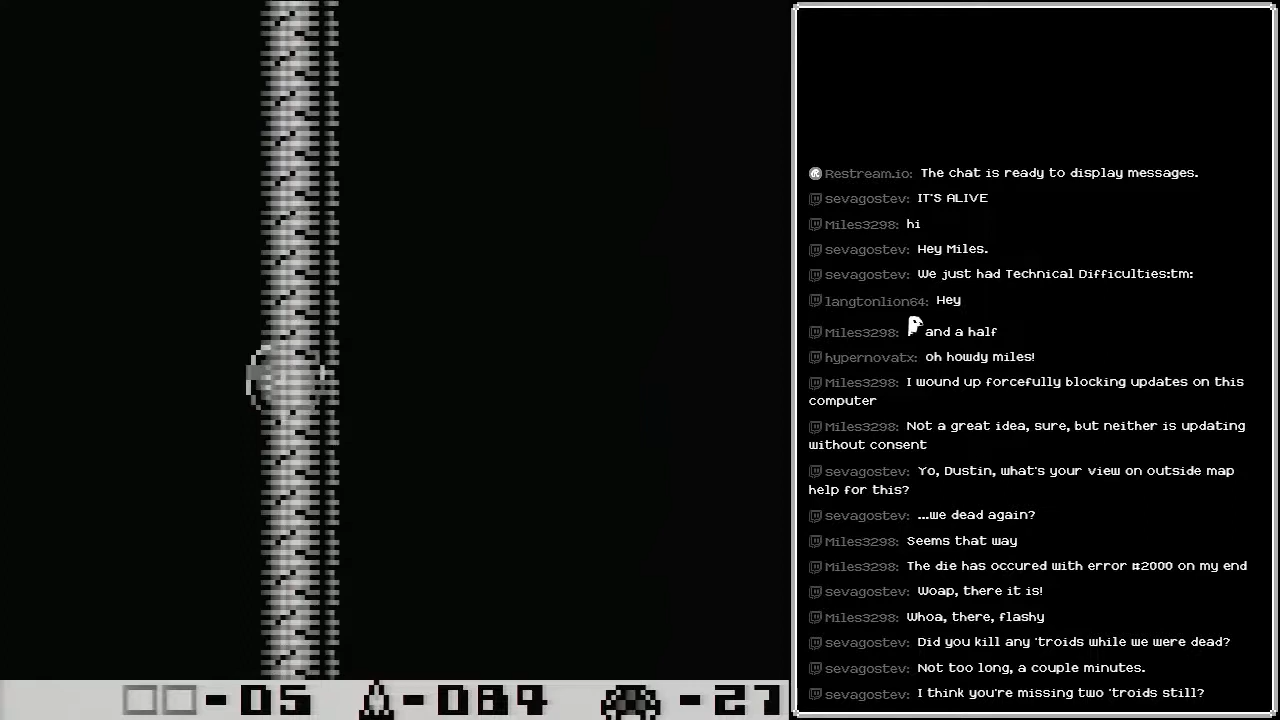 Restream.io: The chat is ready to display messages.
sevagostev: IT'S ALIVE
Miles3298: hi
sevagostev: Hey Miles.
sevagostev: We just had Technical Difficulties:tm:
langtonlion64: Hey
Miles3298: and a half
hypernovatx: oh howdy miles!
Miles3298: I wound up forcefully blocking updates on this
computer
Miles3298: Not a great idea, sure, but neither is updating
without consent
sevagostev: Yo, Dustin, what's your view on outside map
help for this?
sevagostev: ...we dead again?
Miles3298: Seems that way
Miles3298: The die has occured with error #2000 on my end
sevagostev: Woap, there it is!
Miles3298: Whoa, that's flashy
sevagostev: Did you kill any 'troids while we were dead?
sevagostev: Not too long, a couple minutes.
sevagostev: I think you're missing two 'troids still?
-05 -089 -27